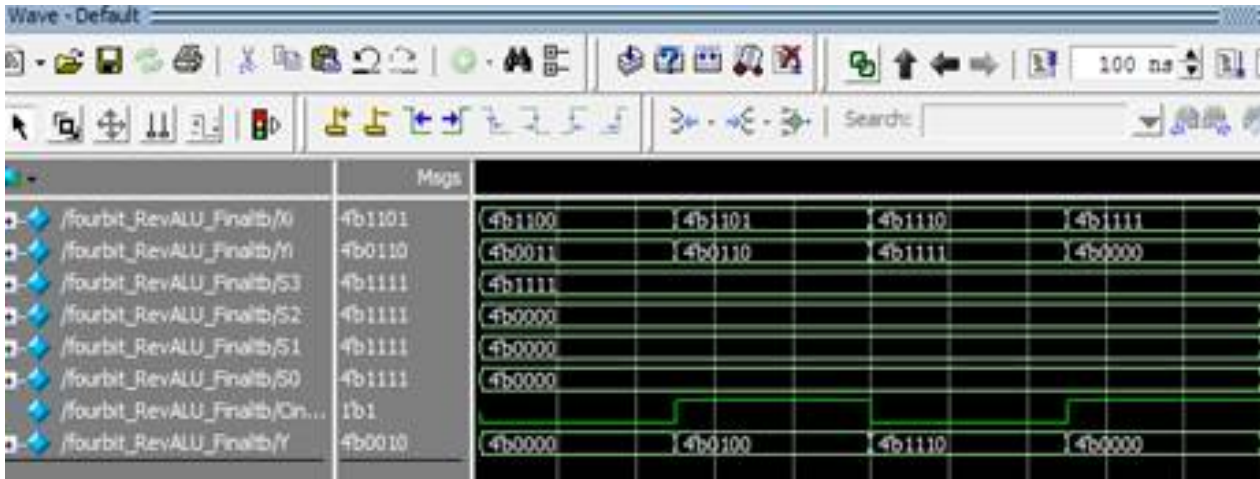 Wave - Default
100 ns
Search:
Msgs
/fourbit_RevALU_Finaltb/Xi 4'b1101 4'b1100 4'b1101 4'b1110 4'b1111
/fourbit_RevALU_Finaltb/Yi 4'b0110 4'b0011 4'b0110 4'b1111 4'b0000
/fourbit_RevALU_Finaltb/S3 4'b1111 4'b1111
/fourbit_RevALU_Finaltb/S2 4'b1111 4'b0000
/fourbit_RevALU_Finaltb/S1 4'b1111 4'b0000
/fourbit_RevALU_Finaltb/S0 4'b1111 4'b0000
/fourbit_RevALU_Finaltb/Cin... 1'b1
/fourbit_RevALU_Finaltb/Y 4'b0010 4'b0000 4'b0100 4'b1110 4'b0000